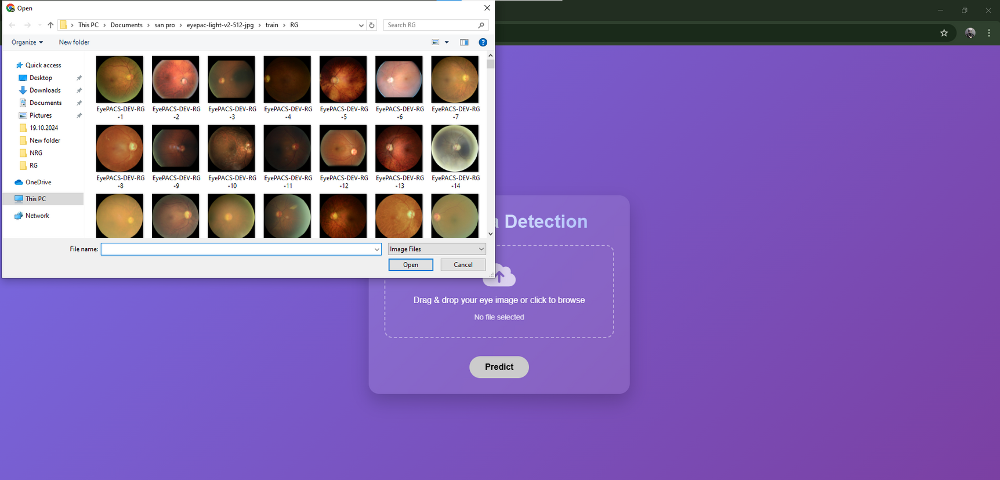 Open
This PC > Documents > san pro > eyepac-light-v2-512-jpg > train > RG
Search RG
Organize
New folder
Quick access
Desktop
Downloads
Documents
Pictures
19.10.2024
New folder
NRG
RG
OneDrive
This PC
Network
EyePACS-DEV-RG-1
EyePACS-DEV-RG-2
EyePACS-DEV-RG-3
EyePACS-DEV-RG-4
EyePACS-DEV-RG-5
EyePACS-DEV-RG-6
EyePACS-DEV-RG-7
EyePACS-DEV-RG-8
EyePACS-DEV-RG-9
EyePACS-DEV-RG-10
EyePACS-DEV-RG-11
EyePACS-DEV-RG-12
EyePACS-DEV-RG-13
EyePACS-DEV-RG-14
File name:
Image Files
Open
Cancel
a Detection
Drag & drop your eye image or click to browse
No file selected
Predict